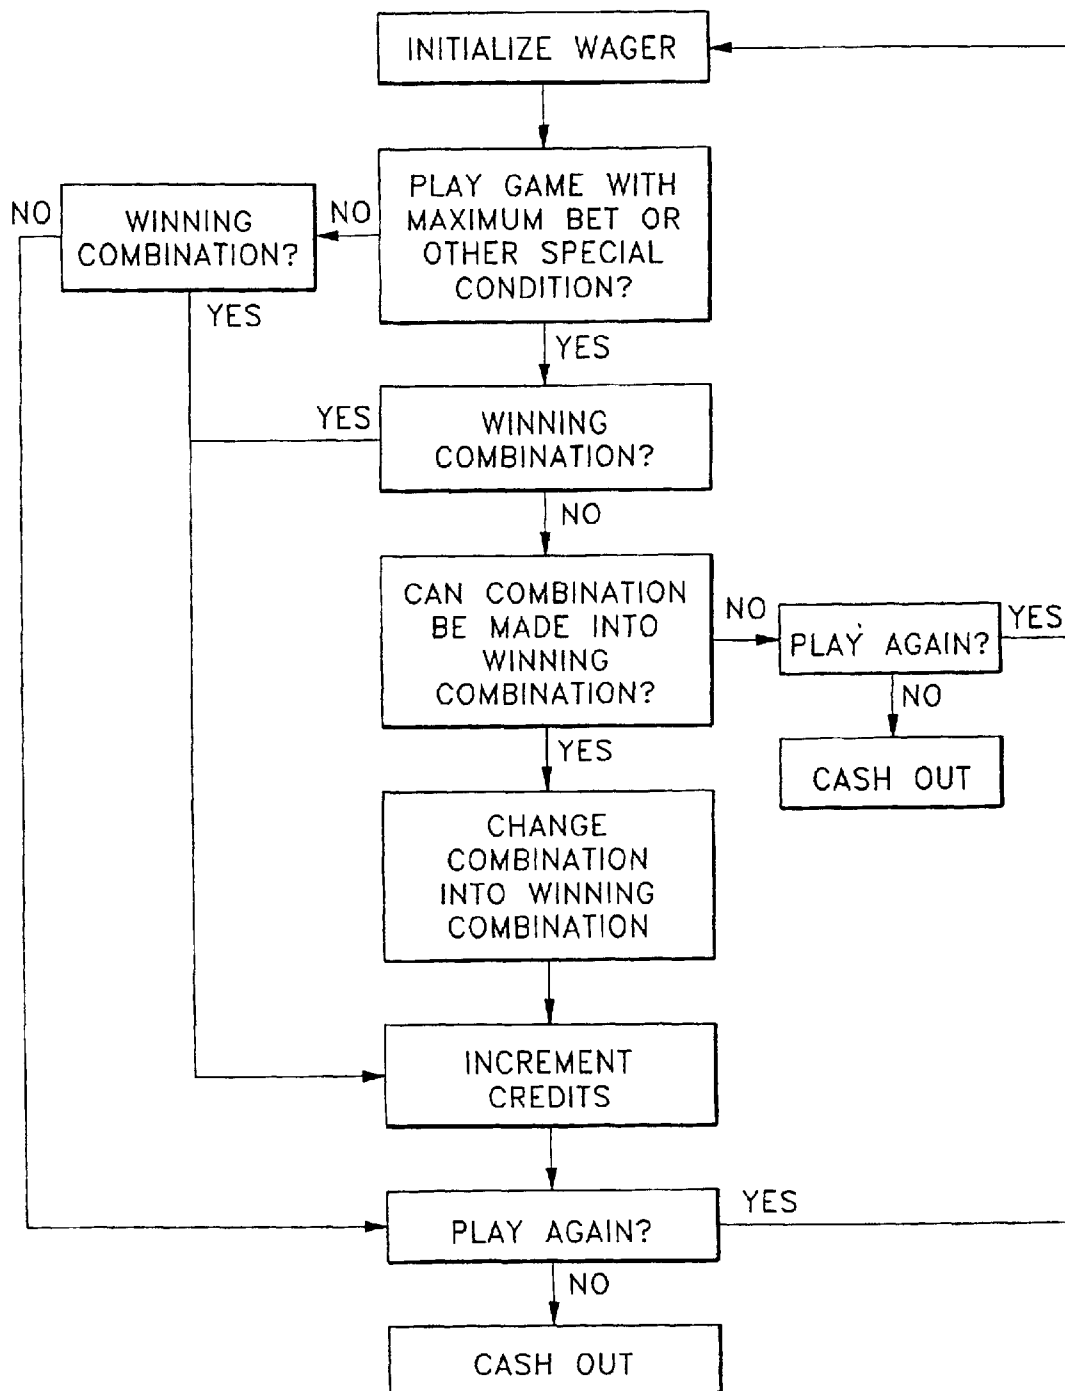 INITIALIZE WAGER
PLAY GAME WITH
MAXIMUM BET OR
OTHER SPECIAL
CONDITION?
NO
WINNING
COMBINATION?
NO
YES
YES
WINNING
COMBINATION?
YES
NO
CAN COMBINATION
BE MADE INTO
WINNING
COMBINATION?
NO
PLAY AGAIN?
YES
NO
CASH OUT
YES
CHANGE
COMBINATION
INTO WINNING
COMBINATION
INCREMENT
CREDITS
PLAY AGAIN?
YES
NO
CASH OUT